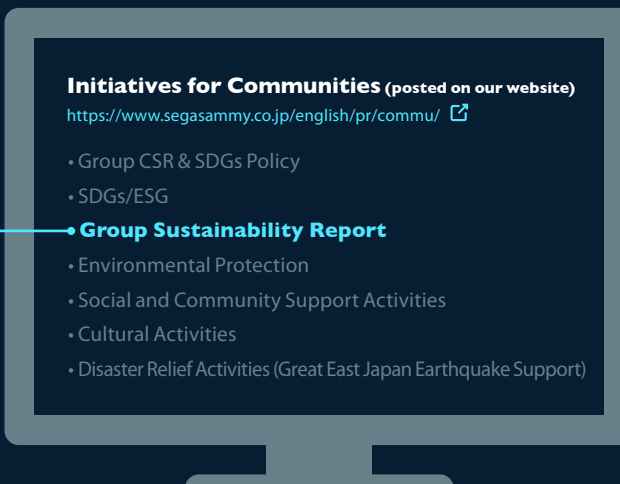 Initiatives for Communities (posted on our website)
https://www.segasammy.co.jp/english/pr/commu/
• Group CSR & SDGs Policy
• SDGs/ESG
• Group Sustainability Report
• Environmental Protection
• Social and Community Support Activities
• Cultural Activities
• Disaster Relief Activities (Great East Japan Earthquake Support)